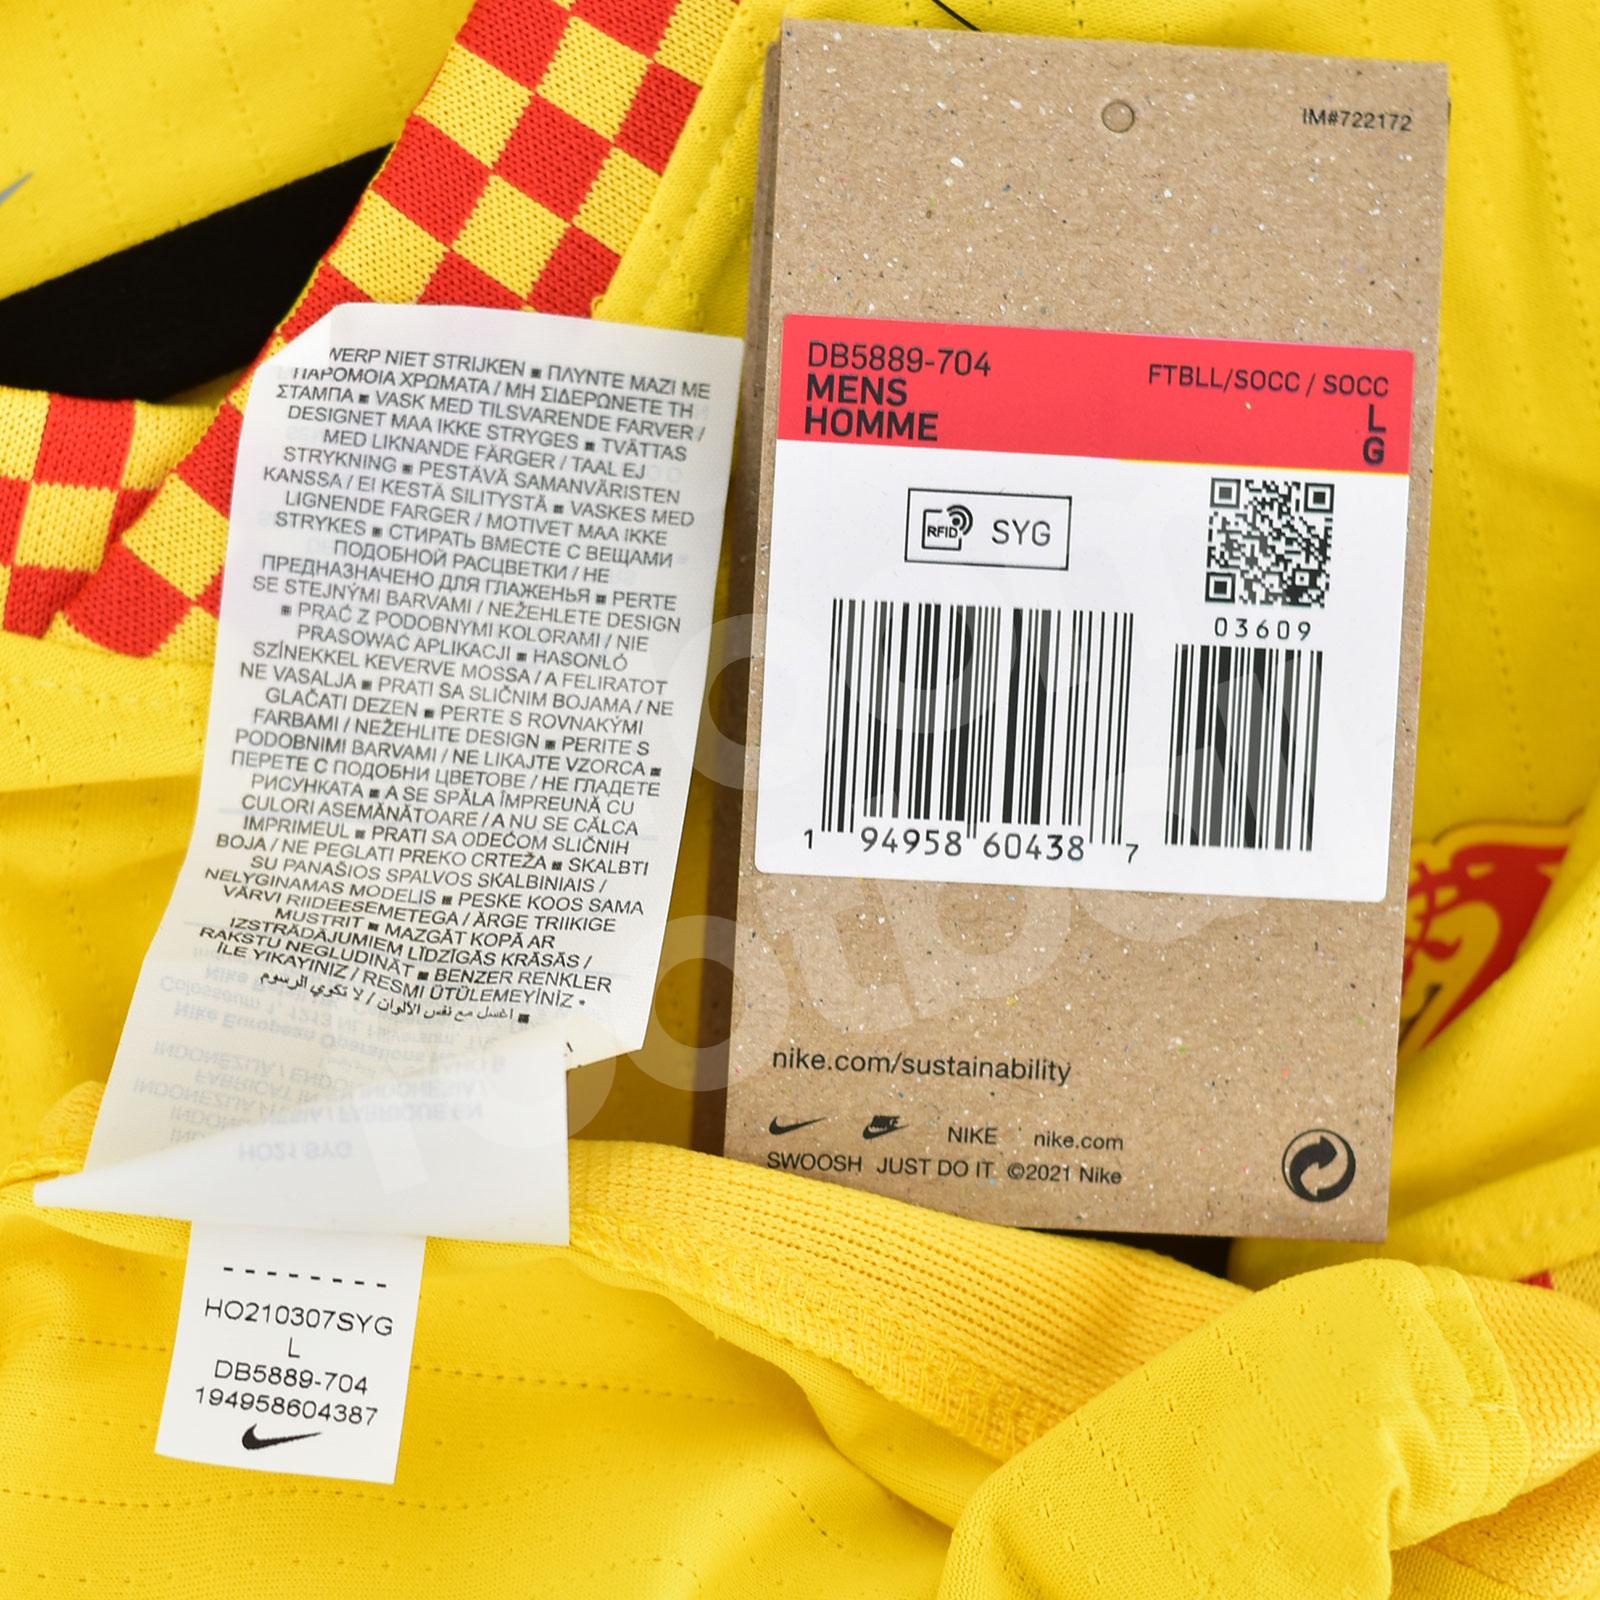 WERP NIET STRIJKEN ■ ΠΛΥΝΤΕ ΜΑΖΙ ΜΕ
ΠΑΡΟΜΟΙΑ ΧΡΩΜΑΤΑ / ΜΗ ΣΙΔΕΡΩΝΕΤΕ ΤΗ
ΣΤΑΜΠΑ ■ VASK MED TILSVARENDE FARVER /
DESIGNET MAA IKKE STRYGES ■ TVÄTTAS
MED LIKNANDE FÄRGER / TAAL EJ
STRYKNING ■ PESTÄVÄ SAMANVÄRISTEN
KANSSA / EI KESTÄ SILITYSTÄ ■ VASKES MED
LIGNENDE FARGER / MOTIVET MAA IKKE
STRYKES ■ СТИРАТЬ ВМЕСТЕ С ВЕЩАМИ
ПОДОБНОЙ РАСЦВЕТКИ / НЕ
ПРЕДНАЗНАЧЕНО ДЛЯ ГЛАЖЕНЬЯ ■ PERTE
SE STEJNÝMI BARVAMI / NEŽEHLETE DESIGN
■ PRAĆ Z PODOBNYMI KOLORAMI / NIE
PRASOWAĆ APLIKACJI ■ HASONLÓ
SZÍNEKKEL KEVERVE MOSSA / A FELIRATOT
NE VASALJA ■ PRATI SA SLIČNIM BOJAMA / NE
GLAČATI DEZEN ■ PERTE S ROVNAKÝMI
FARBAMI / NEŽEHLITE DESIGN ■ PERITE S
PODOBNIMI BARVAMI / NE LIKAJTE VZORCA ■
ПЕРЕТЕ С ПОДОБНИ ЦВЕТОВЕ / НЕ ГЛАДЕТЕ
РИСУНКАТА ■ A SE SPĂLA ÎMPREUNĂ CU
CULORI ASEMĂNĂTOARE / A NU SE CĂLCA
IMPRIMEUL ■ PRATI SA ODEĆOM SLIČNIH
BOJA / NE PEGLATI PREKO CRTEŽA ■ SKALBTI
SU PANAŠIOS SPALVOS SKALBINIAIS /
NELYGINAMAS MODELIS ■ PESKE KOOS SAMA
VÄRVI RIIDEESEMETEGA / ÄRGE TRIIKIGE
MUSTRIT ■ MAZGĀT KOPĀ AR
IZSTRĀDĀJUMIEM LĪDZĪGĀS KRĀSĀS /
RAKSTU NEGLUDINĀT ■ BENZER RENKLER
İLE YIKAYINIZ / RESMI ÜTÜLEMEYİNİZ •
■ اغسل مع نفس الألوان / لا تكوي الرسوم
HO21 SYG
HO210307SYG
L
DB5889-704
194958604387
IM#722172
DB5889-704
MENS
HOMME
FTBLL/SOCC / SOCC
L
G
RFID SYG
03609
1 94958 60438 7
nike.com/sustainability
NIKE nike.com
SWOOSH JUST DO IT ©2021 Nike